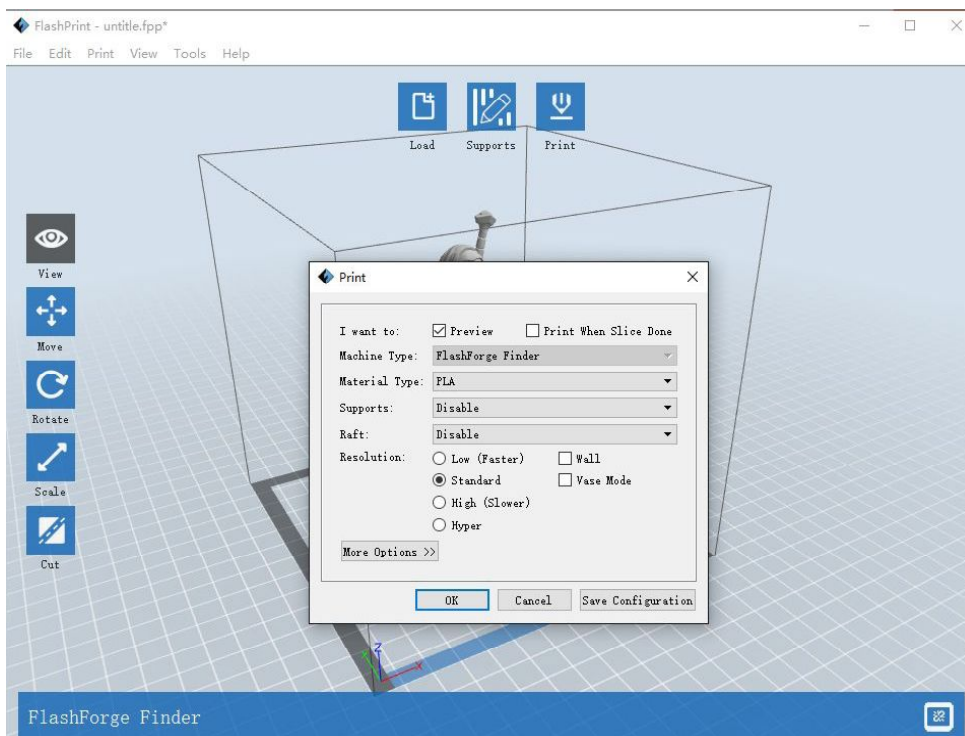 FlashPrint - untitle.fpp*
File Edit Print View Tools Help
Load Supports Print
View
Move
Rotate
Scale
Cut
Print
I want to: Preview Print When Slice Done
Machine Type: FlashForge Finder
Material Type: PLA
Supports: Disable
Raft: Disable
Resolution: Low (Faster) Wall
Standard Vase Mode
High (Slower)
Hyper
More Options >>
OK Cancel Save Configuration
Z
X
FlashForge Finder